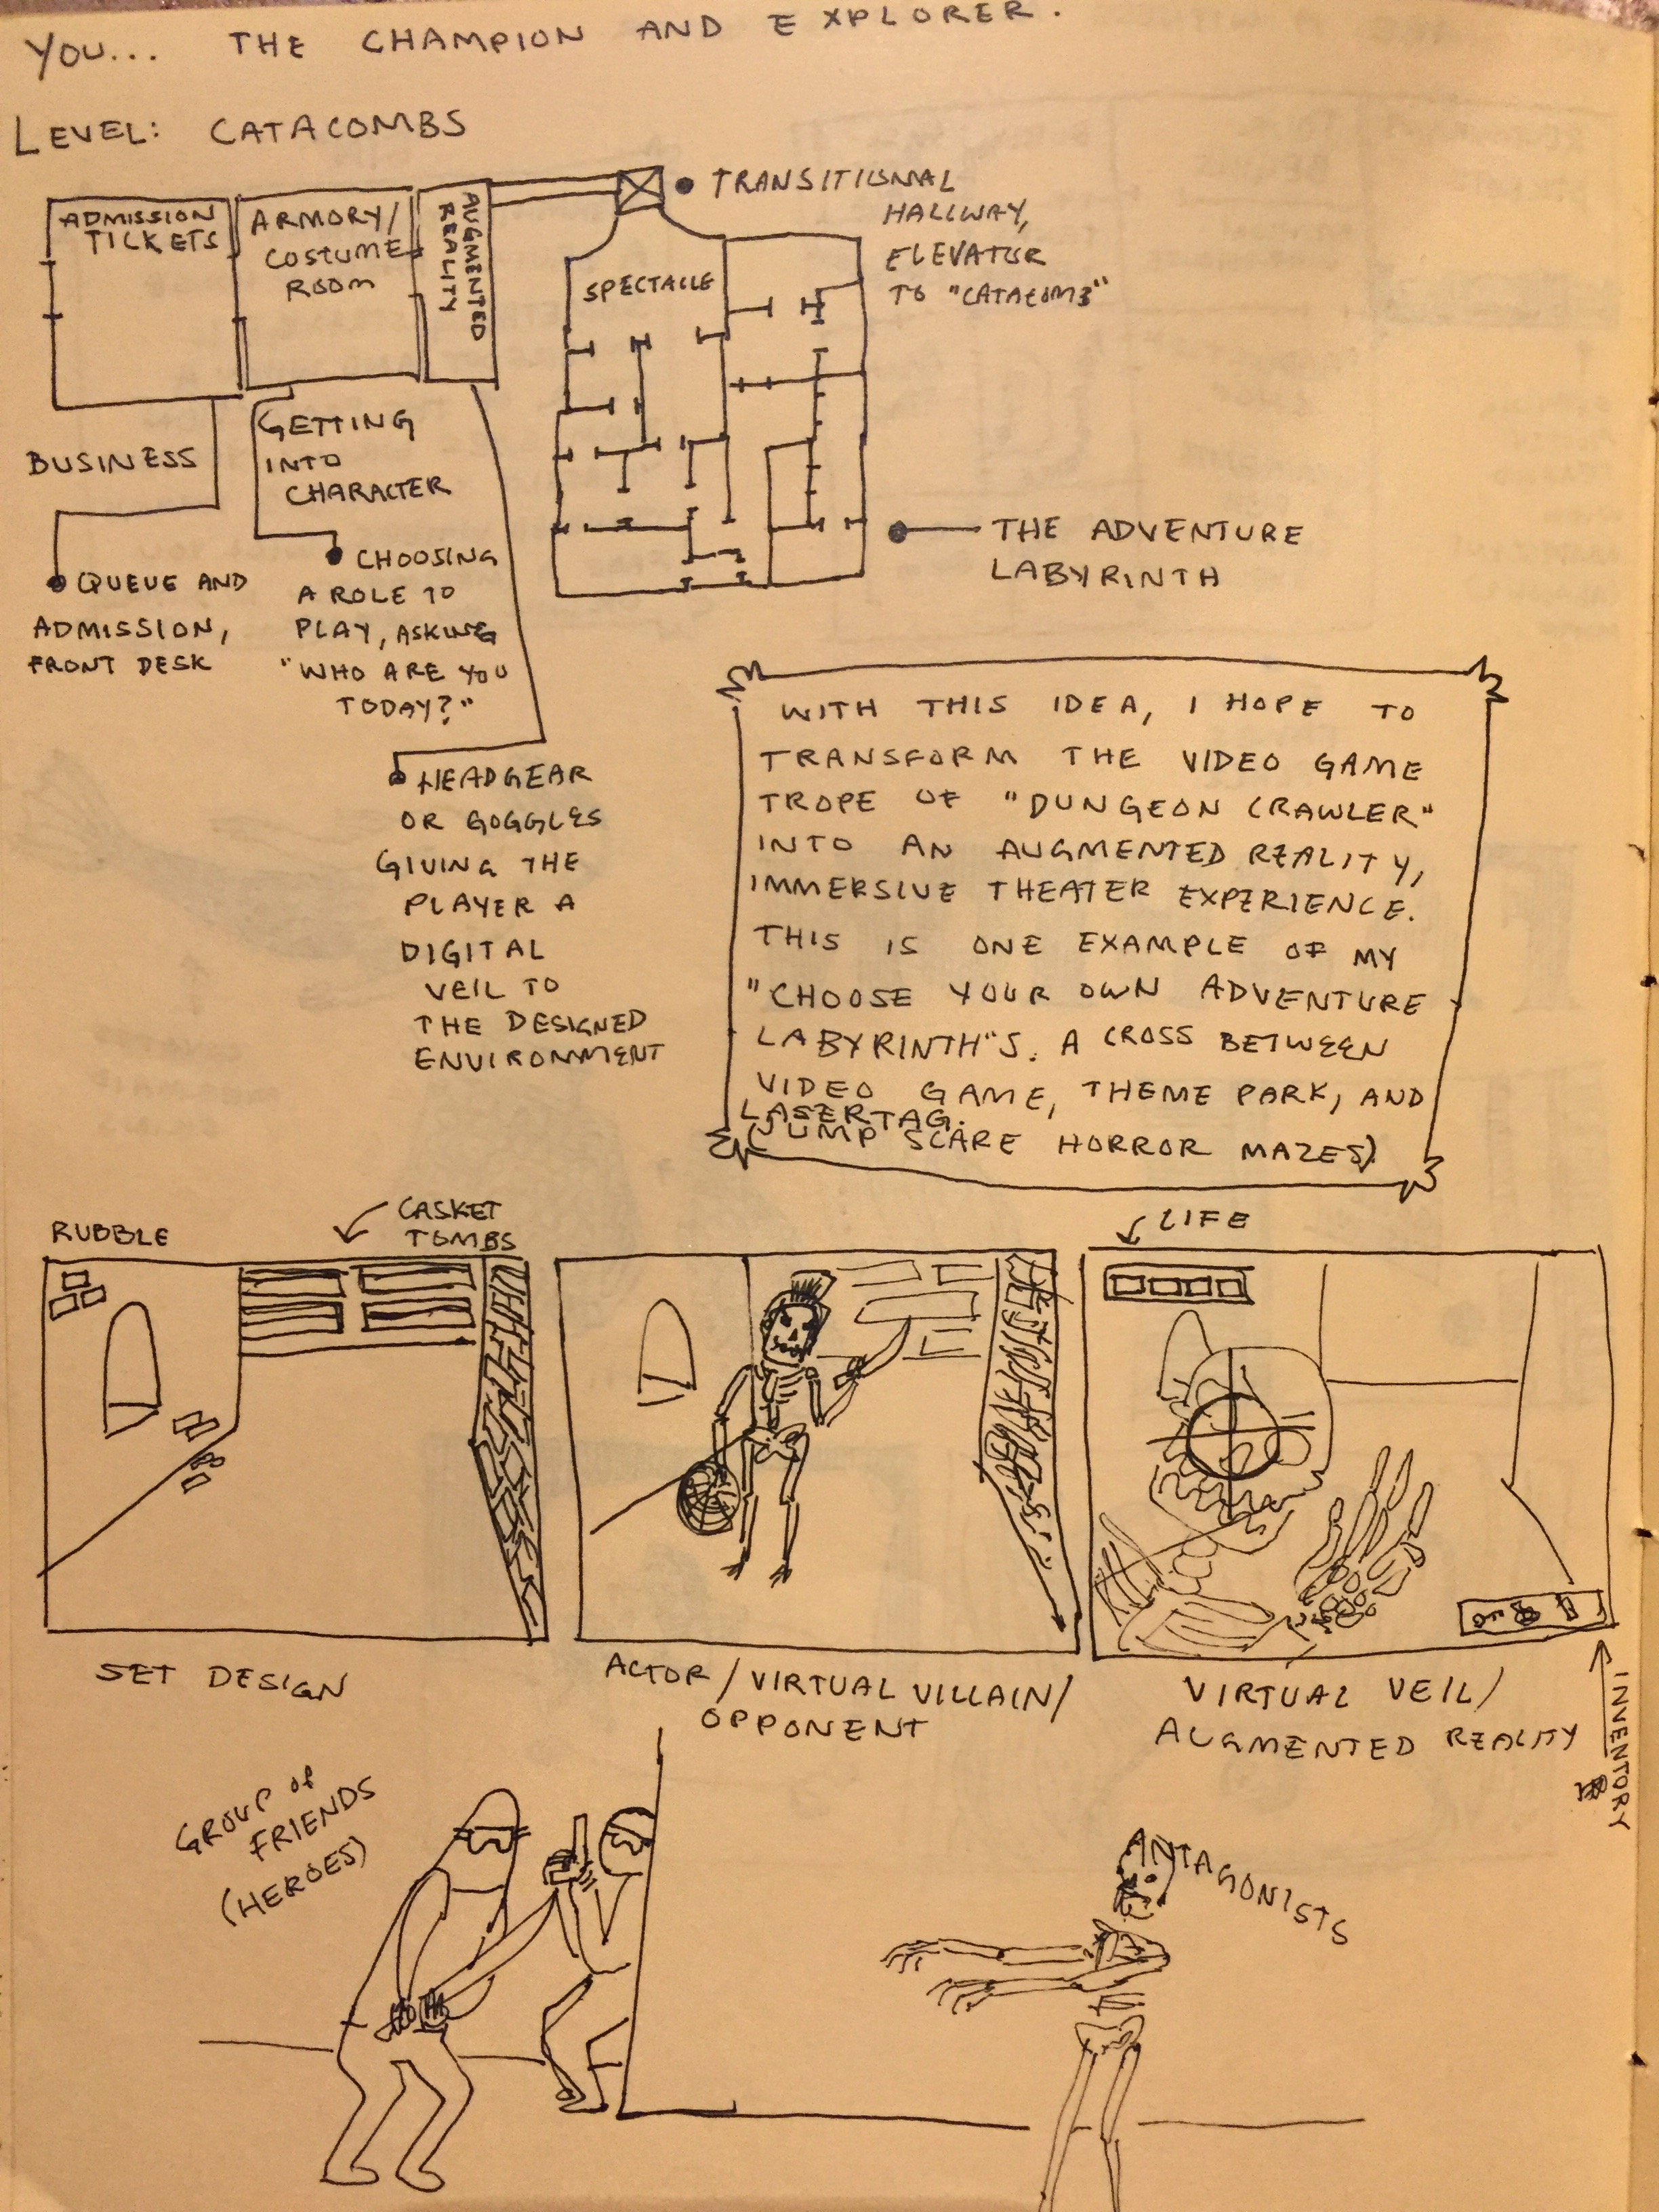 YOU... THE CHAMPION AND EXPLORER.
LEVEL: CATACOMBS
ADMISSION
TICKETS
ARMORY/
COSTUME
ROOM
AUGMENTED
REALITY
TRANSITIONAL
HALLWAY,
ELEVATOR
TO "CATACOMB"
SPECTACLE
BUSINESS
QUEUE AND
ADMISSION,
FRONT DESK
GETTING
INTO
CHARACTER
CHOOSING
A ROLE TO
PLAY, ASKING
"WHO ARE YOU
TODAY?"
HEADGEAR
OR GOGGLES
GIVING THE
PLAYER A
DIGITAL
VEIL TO
THE DESIGNED
ENVIRONMENT
THE ADVENTURE
LABYRINTH
WITH THIS IDEA, I HOPE TO
TRANSFORM THE VIDEO GAME
TROPE OF "DUNGEON CRAWLER"
INTO AN AUGMENTED REALITY,
IMMERSIVE THEATER EXPERIENCE.
THIS IS ONE EXAMPLE OF MY
"CHOOSE YOUR OWN ADVENTURE
LABYRINTH"S. A CROSS BETWEEN
VIDEO GAME, THEME PARK, AND
LASERTAG.
(JUMP SCARE HORROR MAZES)
RUBBLE
CASKET
TOMBS
LIFE
SET DESIGN
ACTOR/VIRTUAL VILLAIN/
OPPONENT
VIRTUAL VEIL/
AUGMENTED REALITY
INVENTORY
GROUP OF
FRIENDS
(HEROES)
ANTAGONISTS